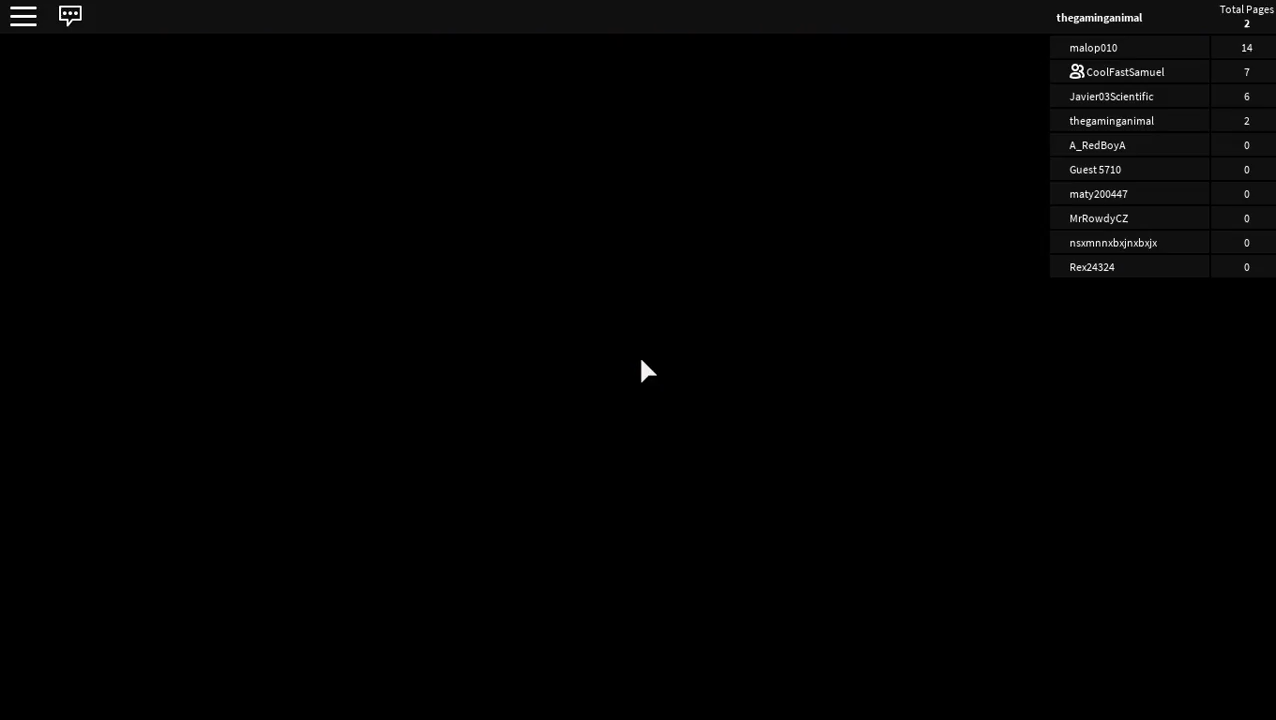 thegaminganimal Total Pages
2
malop010 14
CoolFastSamuel 7
Javier03Scientific 6
thegaminganimal 2
A_RedBoyA 0
Guest 5710 0
maty200447 0
MrRowdyCZ 0
nsxmnnxbxjnxbxjx 0
Rex24324 0